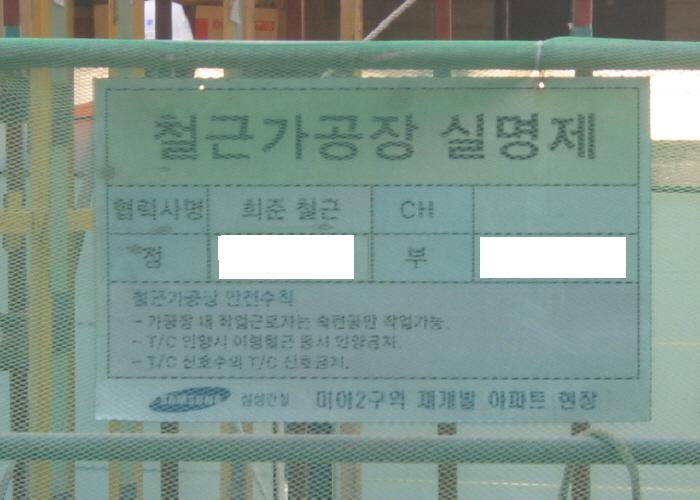 철근가공장 실명제
협력사명 희준 철근 CH
정 부
철근가공장 안전수칙
- 가공장 내 작업근로자는 숙련공만 작업가능.
- T/C 인양시 이형철근 동시 인양금지.
- T/C 신호수외 T/C 신호금지.
SAMSUNG 삼성건설 미아2구역 재개발 아파트 현장